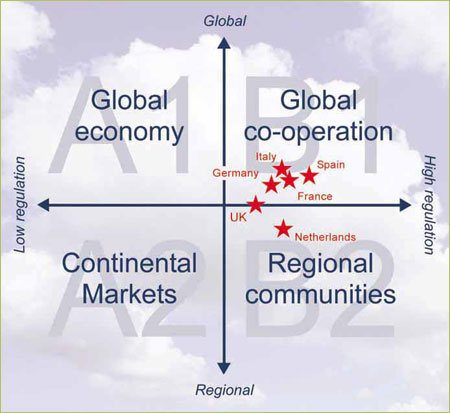 Global
A1
B1
Global
economy
Global
co-operation
Italy
Spain
Germany
France
Low regulation
High regulation
UK
Netherlands
A2
B2
Continental
Markets
Regional
communities
Regional